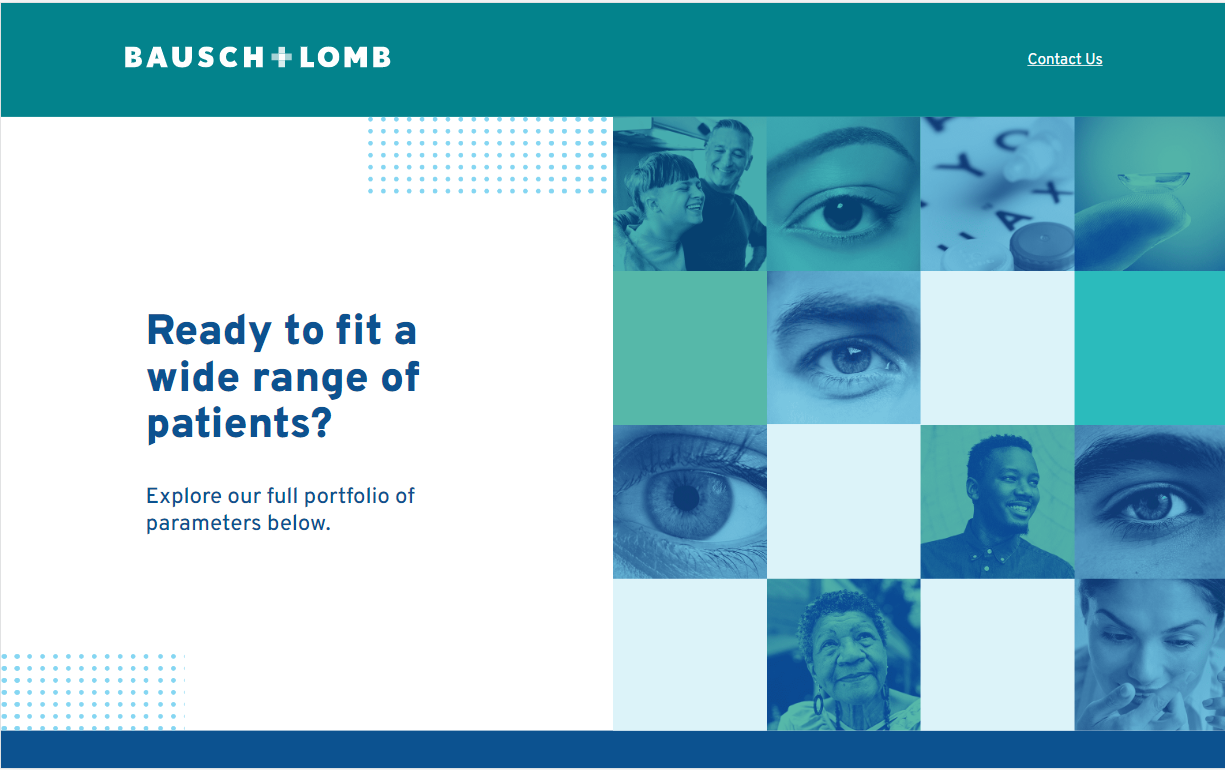 BAUSCH + LOMB
Contact Us
Ready to fit a
wide range of
patients?
Explore our full portfolio of
parameters below.
Y
X
A